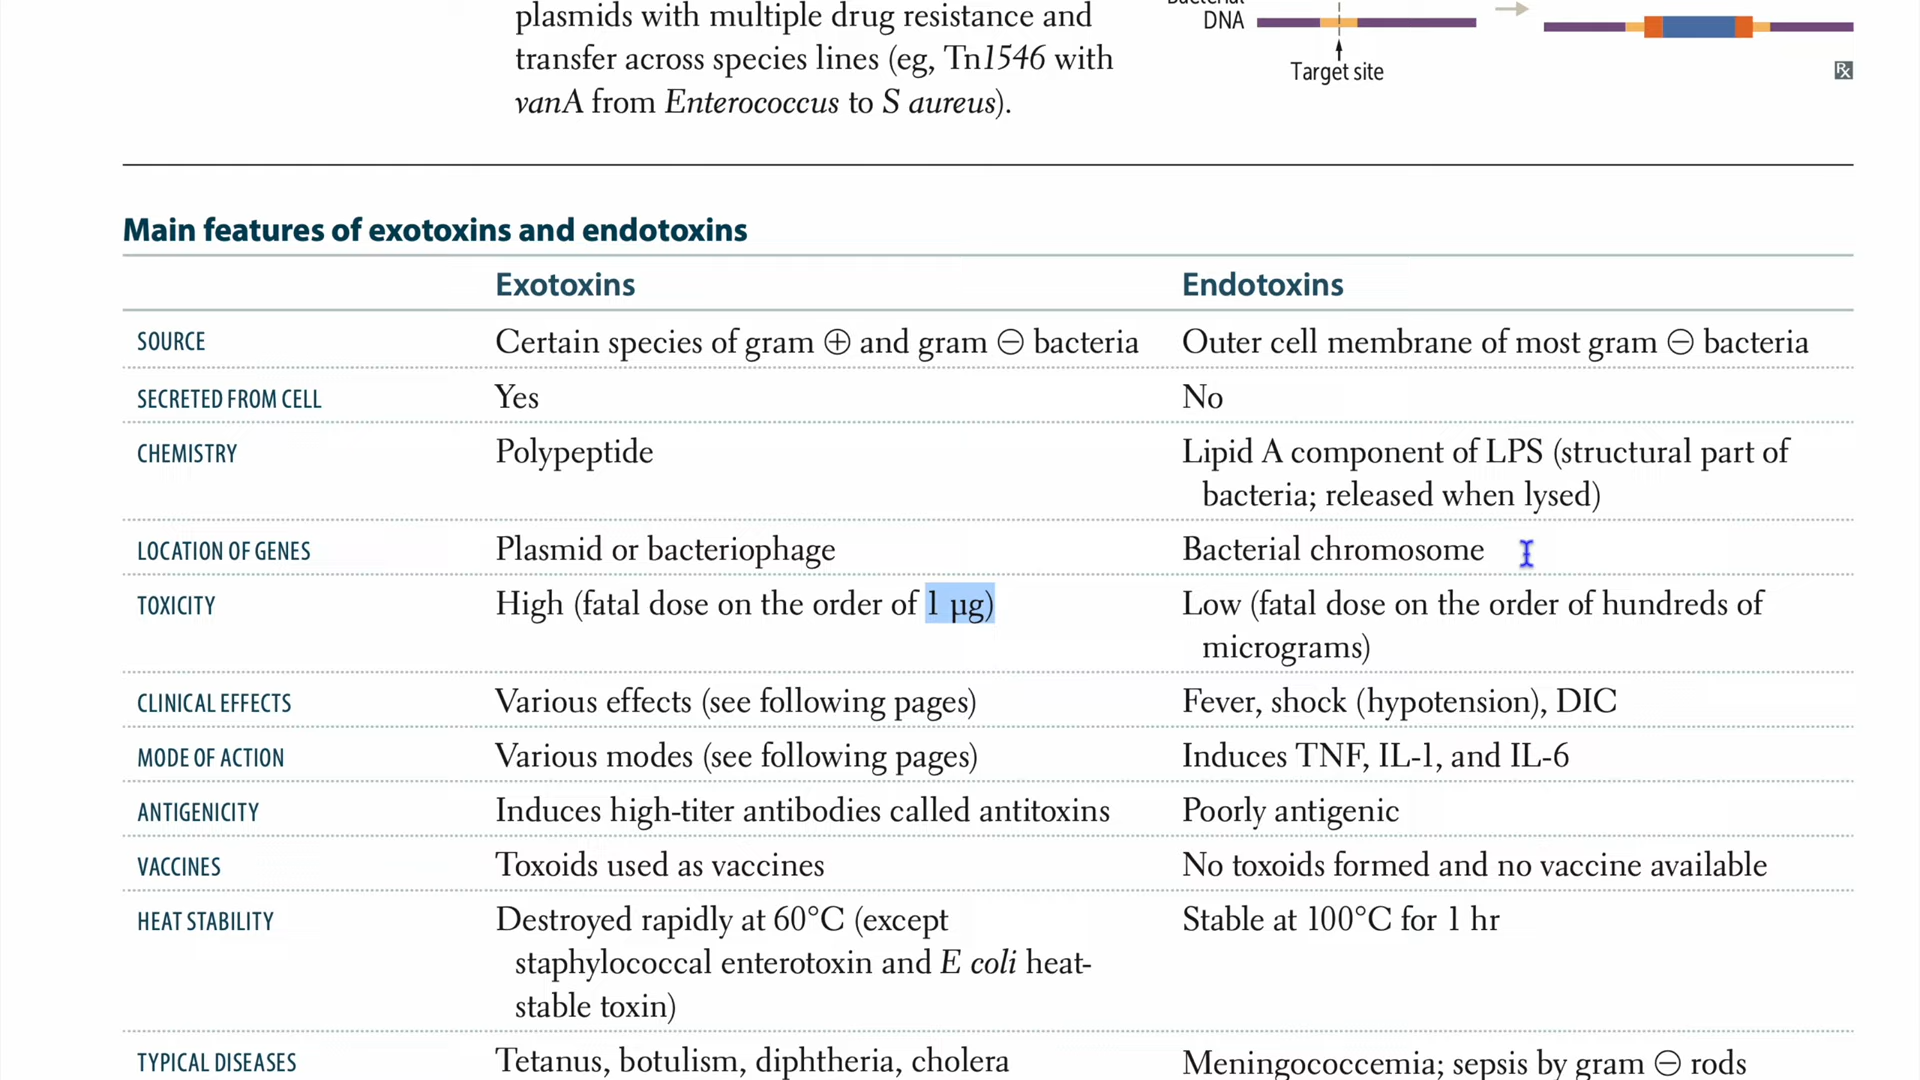 plasmids with multiple drug resistance and
transfer across species lines (eg, Tn1546 with
vanA from Enterococcus to S aureus).
DNA
Target site
Rx
Main features of exotoxins and endotoxins
Exotoxins Endotoxins
SOURCE Certain species of gram ⊕ and gram ⊖ bacteria Outer cell membrane of most gram ⊖ bacteria
SECRETED FROM CELL Yes No
CHEMISTRY Polypeptide Lipid A component of LPS (structural part of
bacteria; released when lysed)
LOCATION OF GENES Plasmid or bacteriophage Bacterial chromosome
TOXICITY High (fatal dose on the order of 1 μg) Low (fatal dose on the order of hundreds of
micrograms)
CLINICAL EFFECTS Various effects (see following pages) Fever, shock (hypotension), DIC
MODE OF ACTION Various modes (see following pages) Induces TNF, IL-1, and IL-6
ANTIGENICITY Induces high-titer antibodies called antitoxins Poorly antigenic
VACCINES Toxoids used as vaccines No toxoids formed and no vaccine available
HEAT STABILITY Destroyed rapidly at 60°C (except Stable at 100°C for 1 hr
staphylococcal enterotoxin and E coli heat-
stable toxin)
TYPICAL DISEASES Tetanus, botulism, diphtheria, cholera Meningococcemia; sepsis by gram ⊖ rods